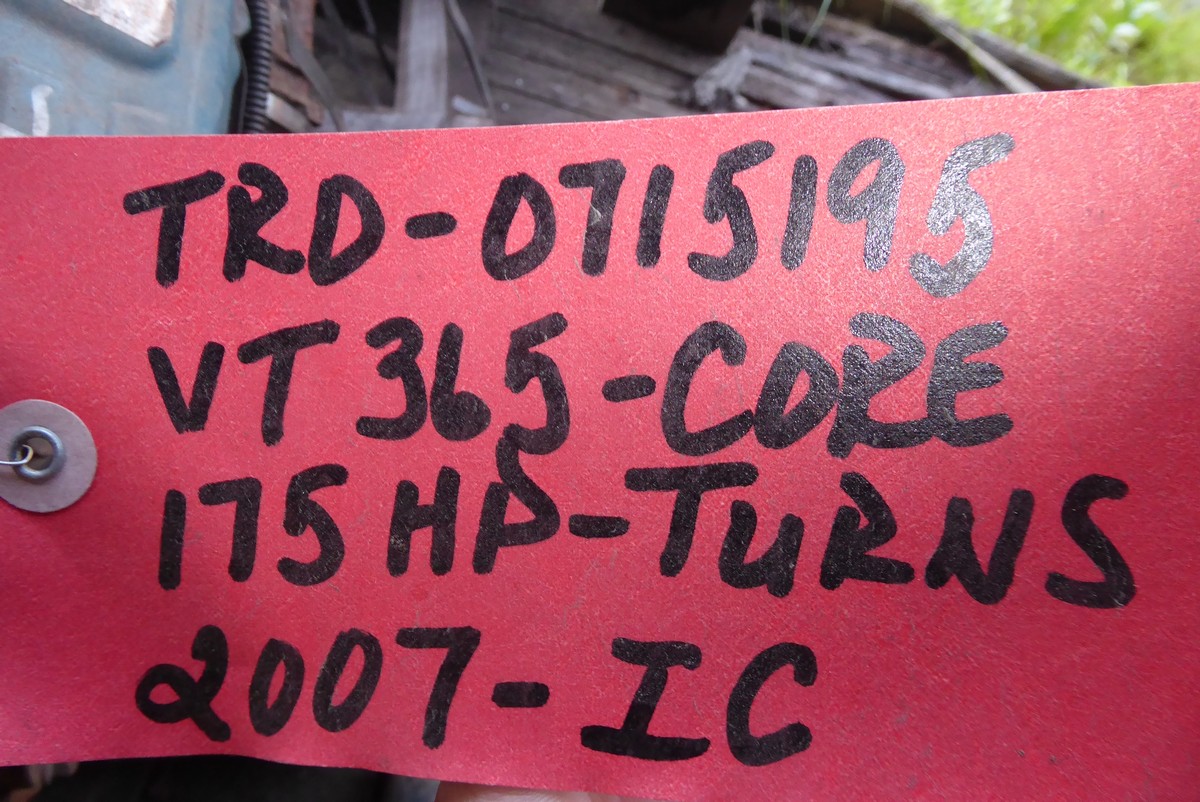 TRD-0715195
VT365-CORE
175HP-TURNS
2007-IC